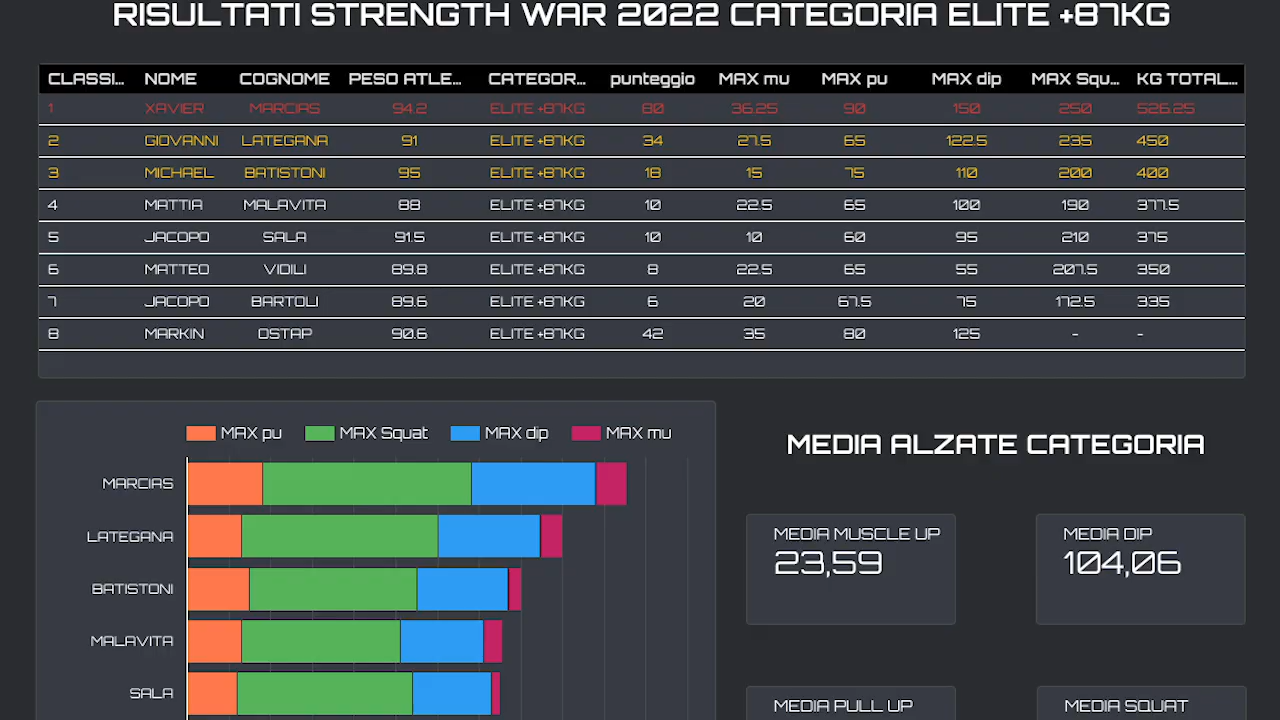 RISULTATI STRENGTH WAR 2022 CATEGORIA ELITE +87KG
CLASSI... NOME COGNOME PESO ATLE... CATEGOR... punteggio MAX mu MAX pu MAX dip MAX Squ... KG TOTAL...
1 XAVIER MARCIAS 94.2 ELITE +87KG 80 36.25 90 150 250 526.25
2 GIOVANNI LATEGANA 91 ELITE +87KG 34 27.5 65 122.5 235 450
3 MICHAEL BATISTONI 95 ELITE +87KG 18 15 75 110 200 400
4 MATTIA MALAVITA 88 ELITE +87KG 10 22.5 65 100 190 377.5
5 JACOPO SALA 91.5 ELITE +87KG 10 10 60 95 210 375
6 MATTEO VIDILI 89.8 ELITE +87KG 8 22.5 65 55 207.5 350
7 JACOPO BARTOLI 89.6 ELITE +87KG 6 20 67.5 75 172.5 335
8 MARKIN OSTAP 90.6 ELITE +87KG 42 35 80 125 - -
MAX pu MAX Squat MAX dip MAX mu
MARCIAS
LATEGANA
BATISTONI
MALAVITA
SALA
MEDIA ALZATE CATEGORIA
MEDIA MUSCLE UP
23,59
MEDIA DIP
104,06
MEDIA PULL UP
MEDIA SQUAT